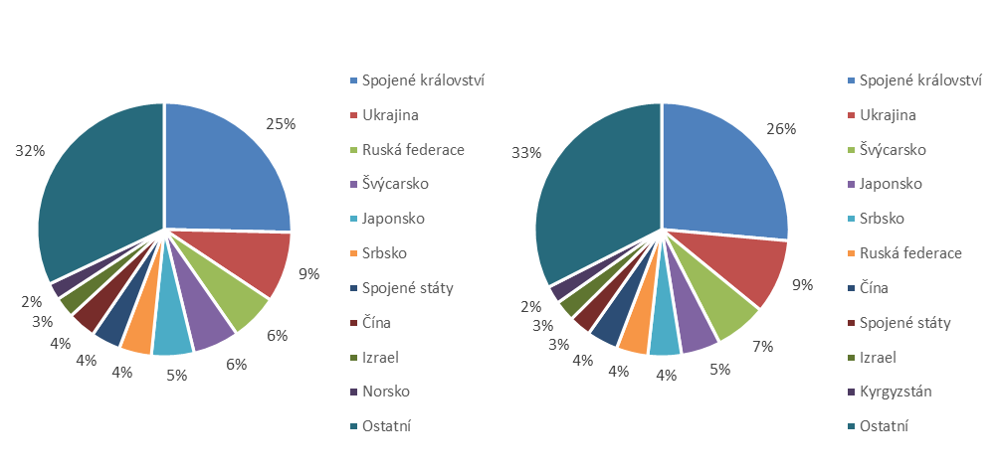 25%
9%
6%
6%
5%
4%
4%
4%
3%
2%
32%
Spojené království
Ukrajina
Ruská federace
Švýcarsko
Japonsko
Srbsko
Spojené státy
Čína
Izrael
Norsko
Ostatní
26%
9%
7%
5%
4%
4%
4%
3%
3%
2%
33%
Spojené království
Ukrajina
Švýcarsko
Japonsko
Srbsko
Ruská federace
Čína
Spojené státy
Izrael
Kyrgyzstán
Ostatní